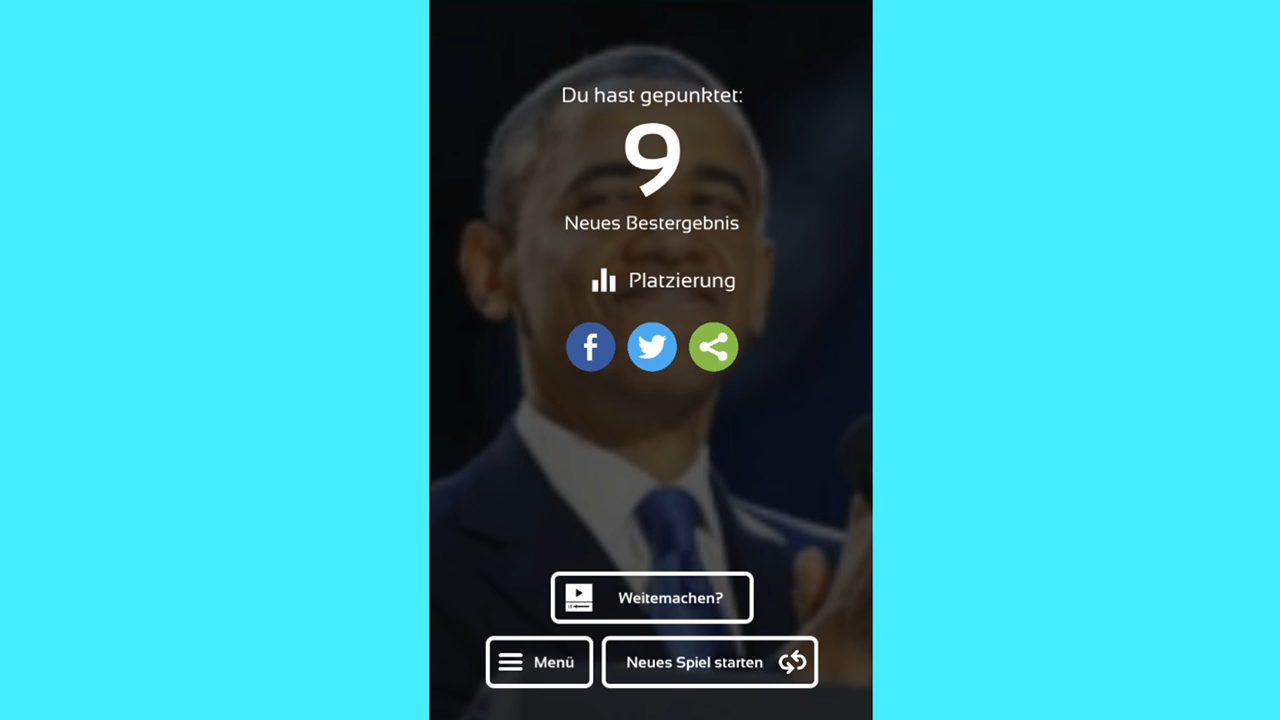 Du hast gepunktet:
9
Neues Bestergebnis
Platzierung
Weitemachen?
Menü
Neues Spiel starten